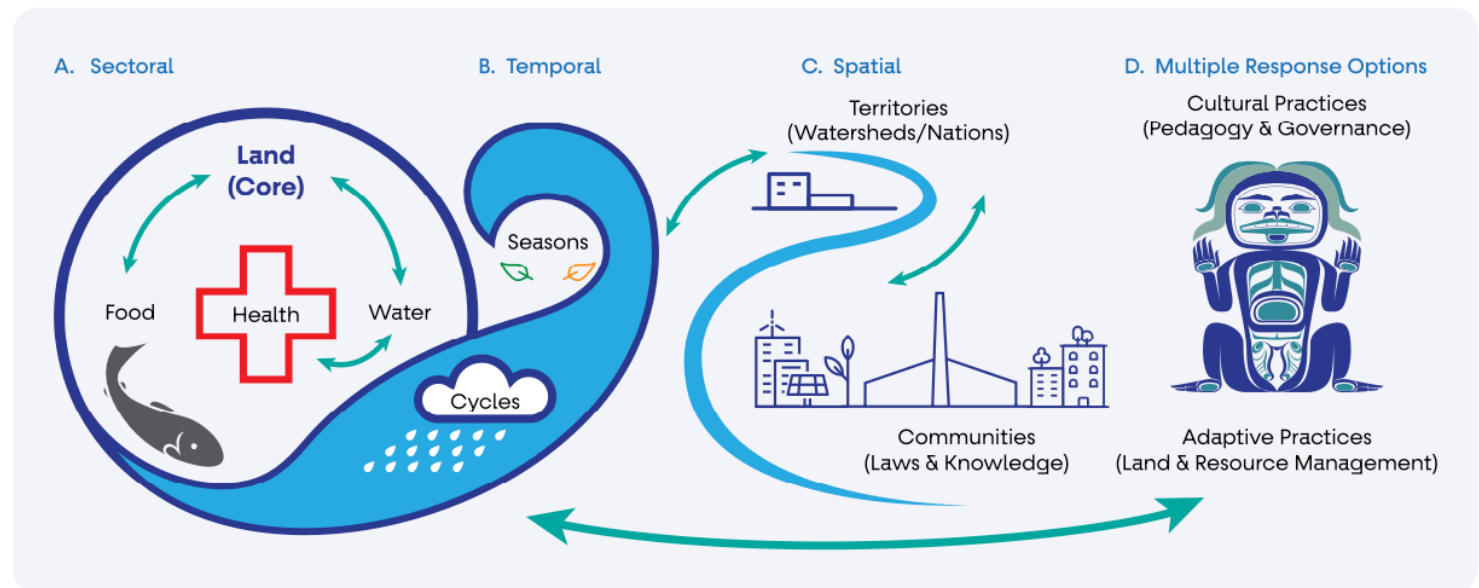 A. Sectoral
Land
(Core)
Food
Health
Water
B. Temporal
Seasons
Cycles
C. Spatial
Territories
(Watersheds/Nations)
Communities
(Laws & Knowledge)
D. Multiple Response Options
Cultural Practices
(Pedagogy & Governance)
Adaptive Practices
(Land & Resource Management)